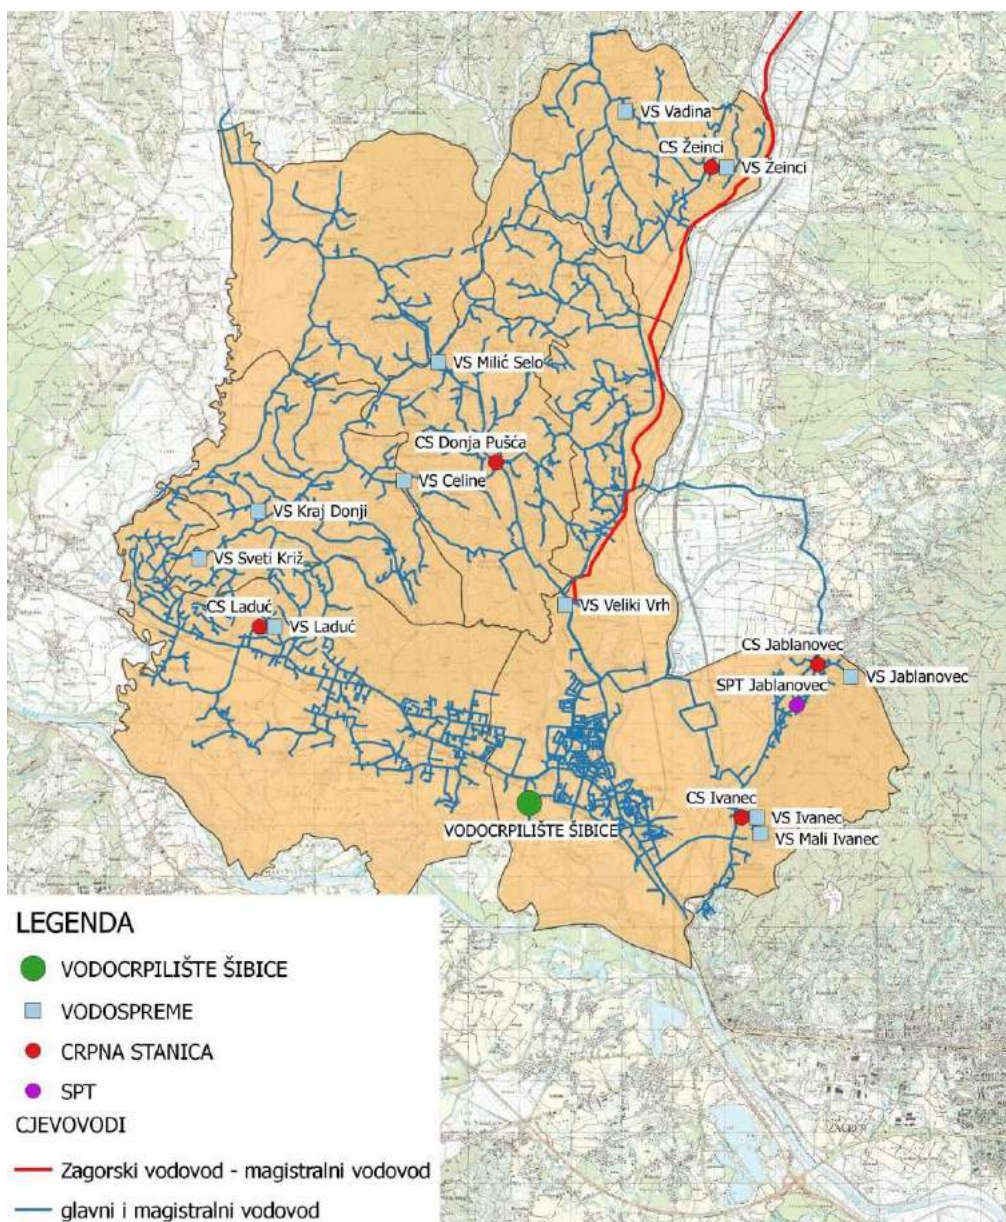 VS Vadina
CS Žeinci
VS Zeinci
VS Milić Selo
CS Donja Pušća
VS Celine
VS Kraj Donji
VS Sveti Križ
VS Veliki Vrh
CS Laduć
VS Laduć
CS Jablanovec
VS Jablanovec
SPT Jablanovec
CS Ivanec
VS Ivanec
VS Mali Ivanec
VODOCRPILIŠTE ŠIBICE
ZAGREB
LEGENDA
VODOCRPILIŠTE ŠIBICE
VODOSPREME
CRPNA STANICA
SPT
CJEVOVODI
Zagorski vodovod - magistralni vodovod
glavni i magistralni vodovod